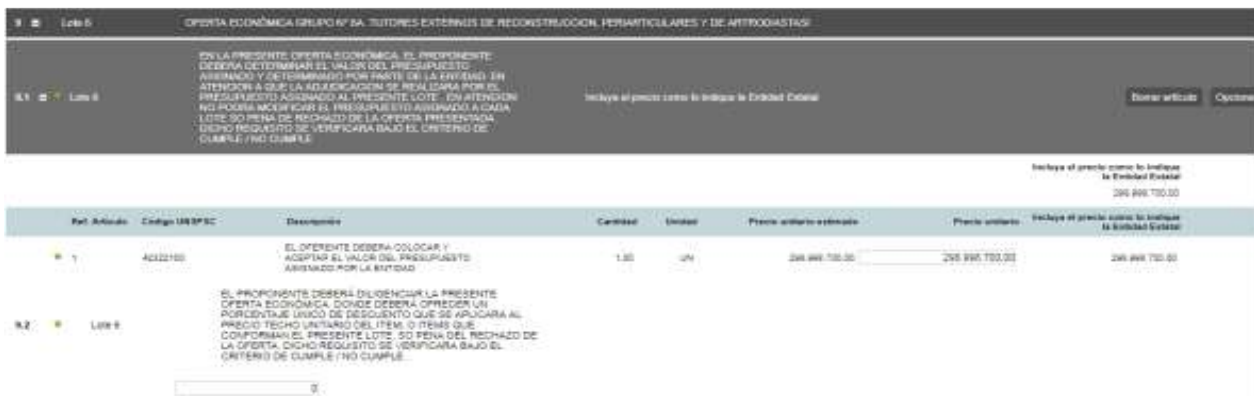 9 Lote 6 OFERTA ECONÓMICA GRUPO Nº 6A. TUTORES EXTERNOS DE RECONSTRUCCION, PERIARTICULARES Y DE ARTRODIASTASI
EN LA PRESENTE OFERTA ECONÓMICA, EL PROPONENTE
DEBERA DETERMINAR EL VALOR DEL PRESUPUESTO
ASIGNADO Y DETERMINADO POR PARTE DE LA ENTIDAD. EN
ATENCION A QUE LA ADJUDICACION SE REALIZARA POR EL
9.1 Lote 6 PRESUPUESTO ASIGNADO AL PRESENTE LOTE. EN ATENCION Incluya el precio como lo indique la Entidad Estatal Borrar artículo Opcione
NO PODRA MODIFICAR EL PRESUPUESTO ASIGNADO A CADA
LOTE SO PENA DE RECHAZO DE LA OFERTA PRESENTADA.
DICHO REQUISITO SE VERIFICARA BAJO EL CRITERIO DE
CUMPLE / NO CUMPLE
Incluya el precio como lo indique
la Entidad Estatal
Ref. Artículo Código UNSPSC Descripción Cantidad Unidad Precio unitario estimado Precio unitario Incluya el precio como lo indique
la Entidad Estatal
EL OFERENTE DEBERA COLOCAR Y
1 ACEPTAR EL VALOR DEL PRESUPUESTO 1,00 UN
ASIGNADO POR LA ENTIDAD
EL PROPONENTE DEBERÁ DILIGENCIAR LA PRESENTE
OFERTA ECONÓMICA, DONDE DEBERÁ OFRECER UN
PORCENTAJE ÚNICO DE DESCUENTO QUE SE APLICARA AL
9.2 Lote 6 PRECIO TECHO UNITARIO DEL ITEM, O ITEMS QUE
CONFORMAN EL PRESENTE LOTE, SO PENA DEL RECHAZO DE
LA OFERTA. DICHO REQUISITO SE VERIFICARA BAJO EL
CRITERIO DE CUMPLE / NO CUMPLE.
0